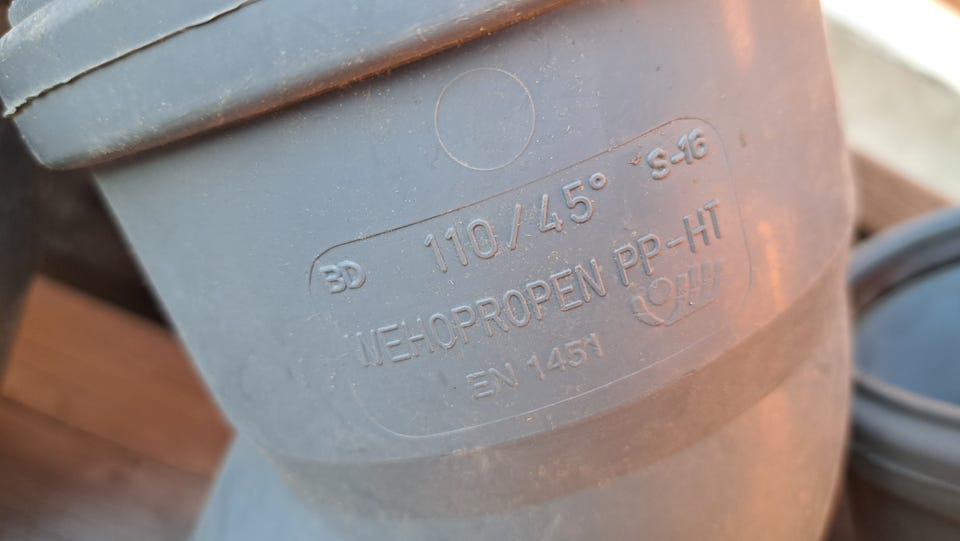 S-16
110/45°
BD
WEHOPROPEN PP-HT
EN 1451